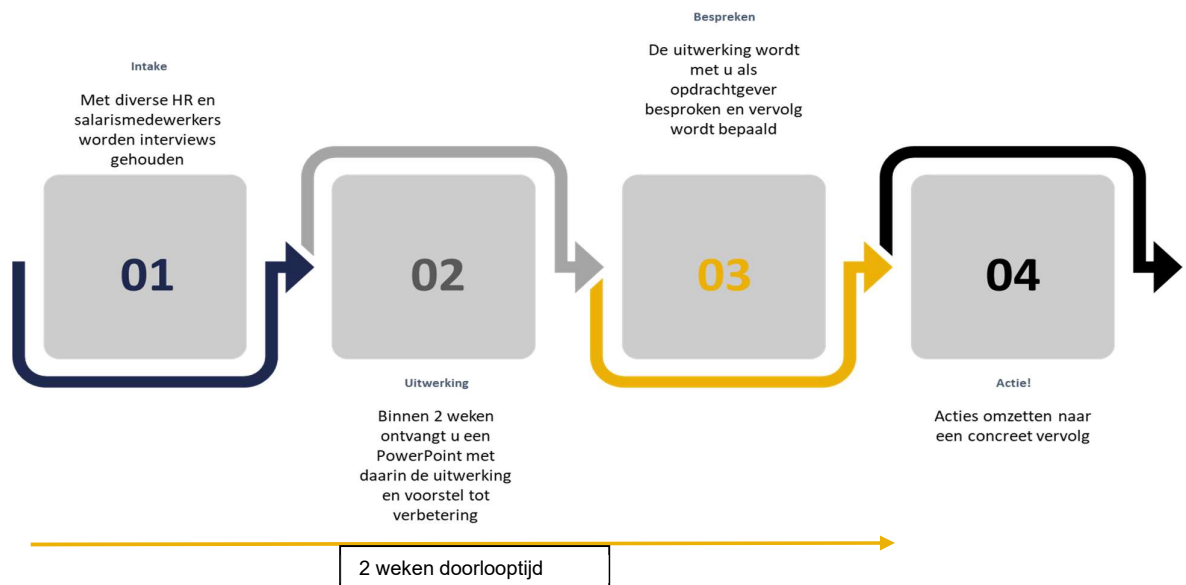 Intake
Met diverse HR en
salarismedewerkers
worden interviews
gehouden
01
02
Uitwerking
Binnen 2 weken
ontvangt u een
PowerPoint met
daarin de uitwerking
en voorstel tot
verbetering
Bespreken
De uitwerking wordt
met u als
opdrachtgever
besproken en vervolg
wordt bepaald
03
04
Actie!
Acties omzetten naar
een concreet vervolg
2 weken doorlooptijd